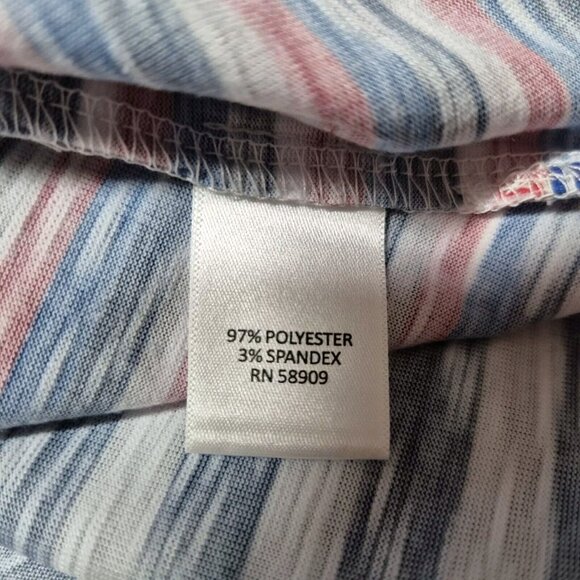 97% POLYESTER
3% SPANDEX
RN 58909